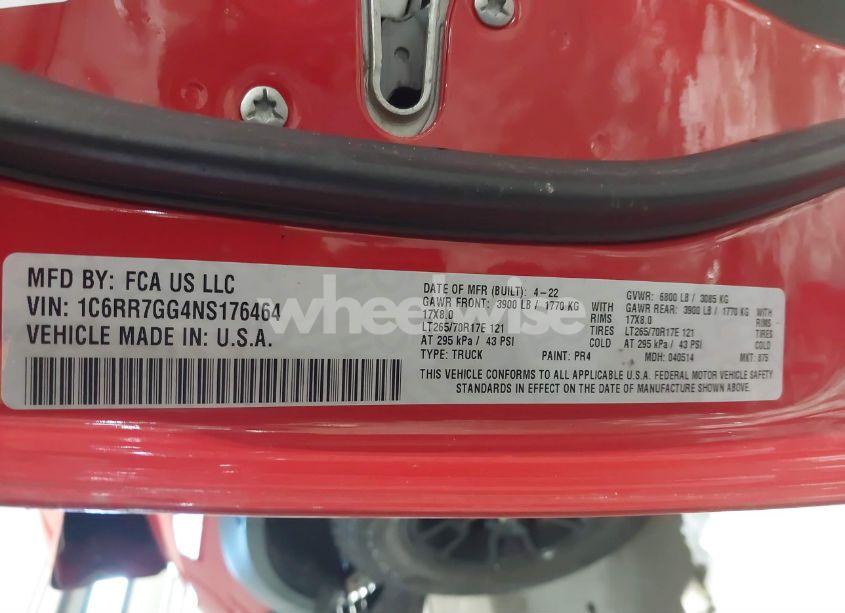 MFD BY: FCA US LLC
VIN: 1C6RR7GG4NS176464
VEHICLE MADE IN: U.S.A.
DATE OF MFR (BUILT): 4-22
GAWR FRONT: 3900 LB / 1770 KG WITH
17X8.0 RIMS
LT265/70R17E 121 TIRES
AT 295 kPa / 43 PSI COLD
TYPE: TRUCK PAINT: PR4
GVWR: 6800 LB / 3085 KG
GAWR REAR: 3900 LB / 1770 KG WITH
17X8.0 RIMS
LT265/70R17E 121 TIRES
AT 295 kPa / 43 PSI COLD
MDH: 040514 MKT: 875
THIS VEHICLE CONFORMS TO ALL APPLICABLE U.S.A. FEDERAL MOTOR VEHICLE SAFETY
STANDARDS IN EFFECT ON THE DATE OF MANUFACTURE SHOWN ABOVE.
wheelwise